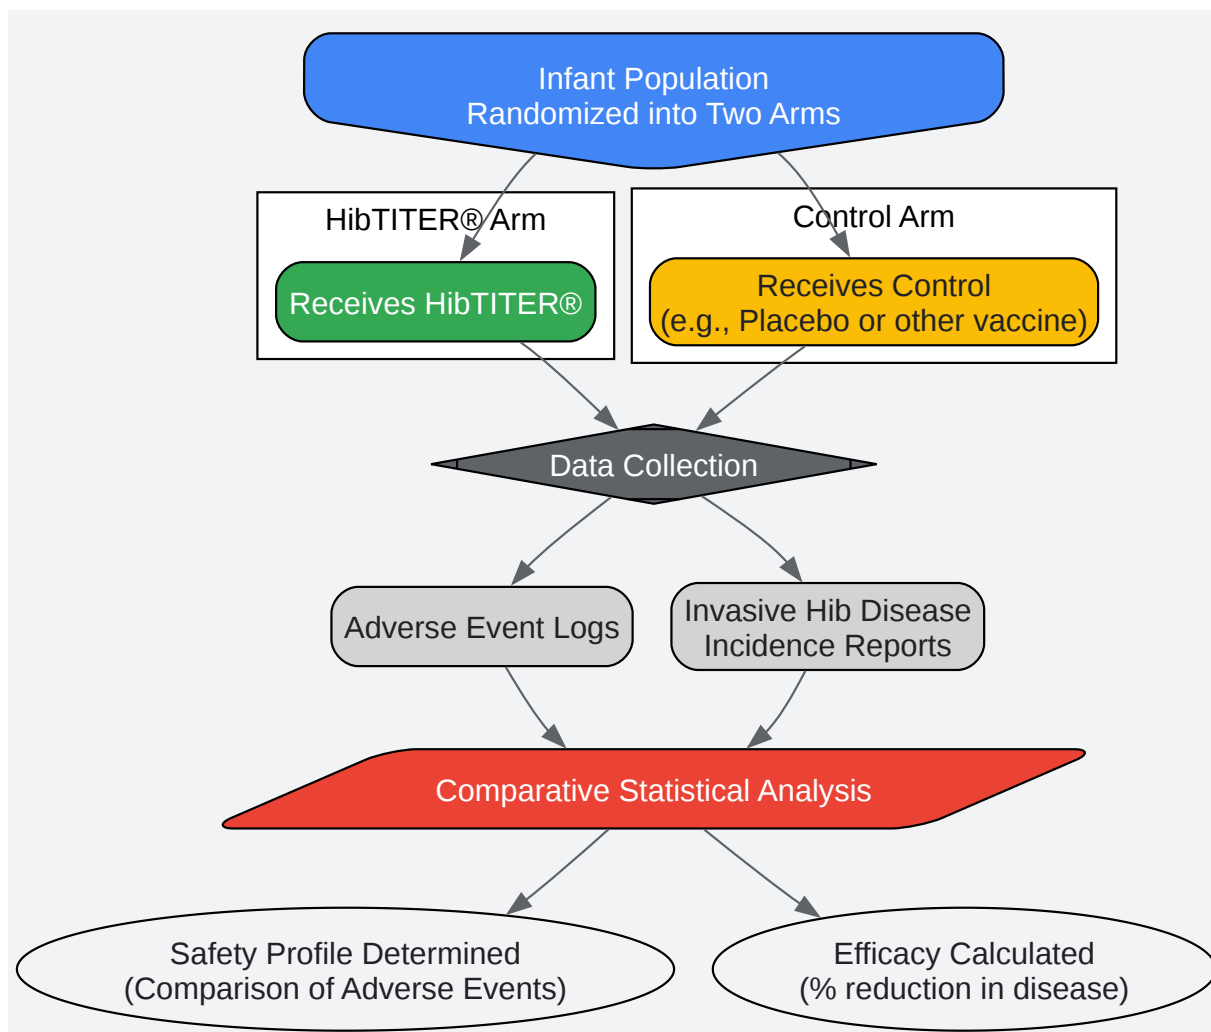 Infant Population
Randomized into Two Arms
HibTITER® Arm
Control Arm
Receives HibTITER®
Receives Control
(e.g., Placebo or other vaccine)
Data Collection
Adverse Event Logs
Invasive Hib Disease
Incidence Reports
Comparative Statistical Analysis
Safety Profile Determined
(Comparison of Adverse Events)
Efficacy Calculated
(% reduction in disease)